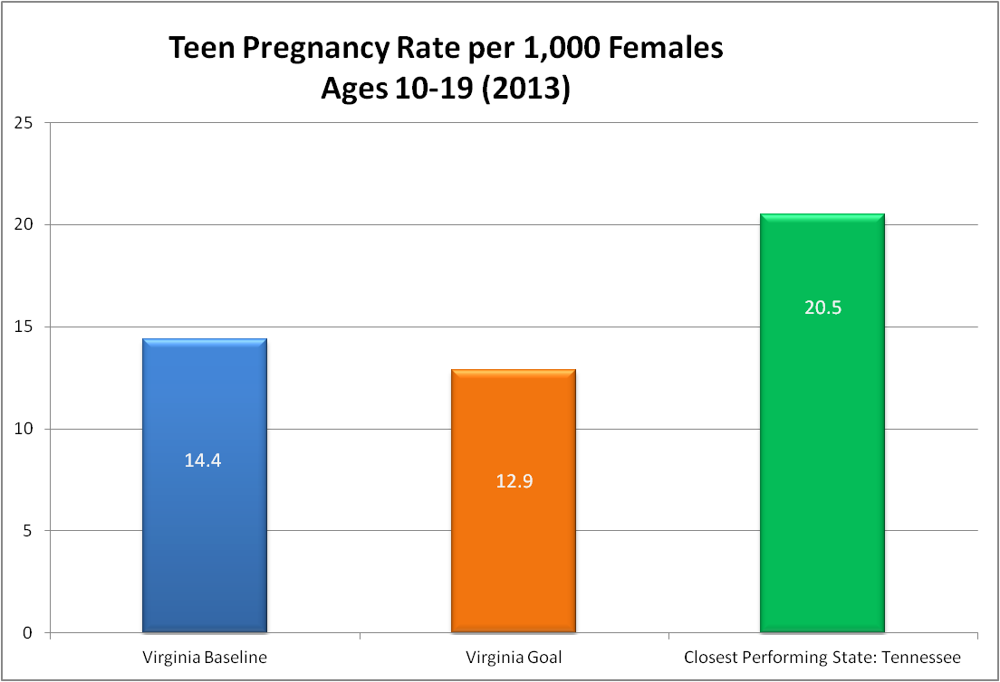 Teen Pregnancy Rate per 1,000 Females
Ages 10-19 (2013)
25
20
15
10
5
0
14.4
12.9
20.5
Virginia Baseline
Virginia Goal
Closest Performing State: Tennessee